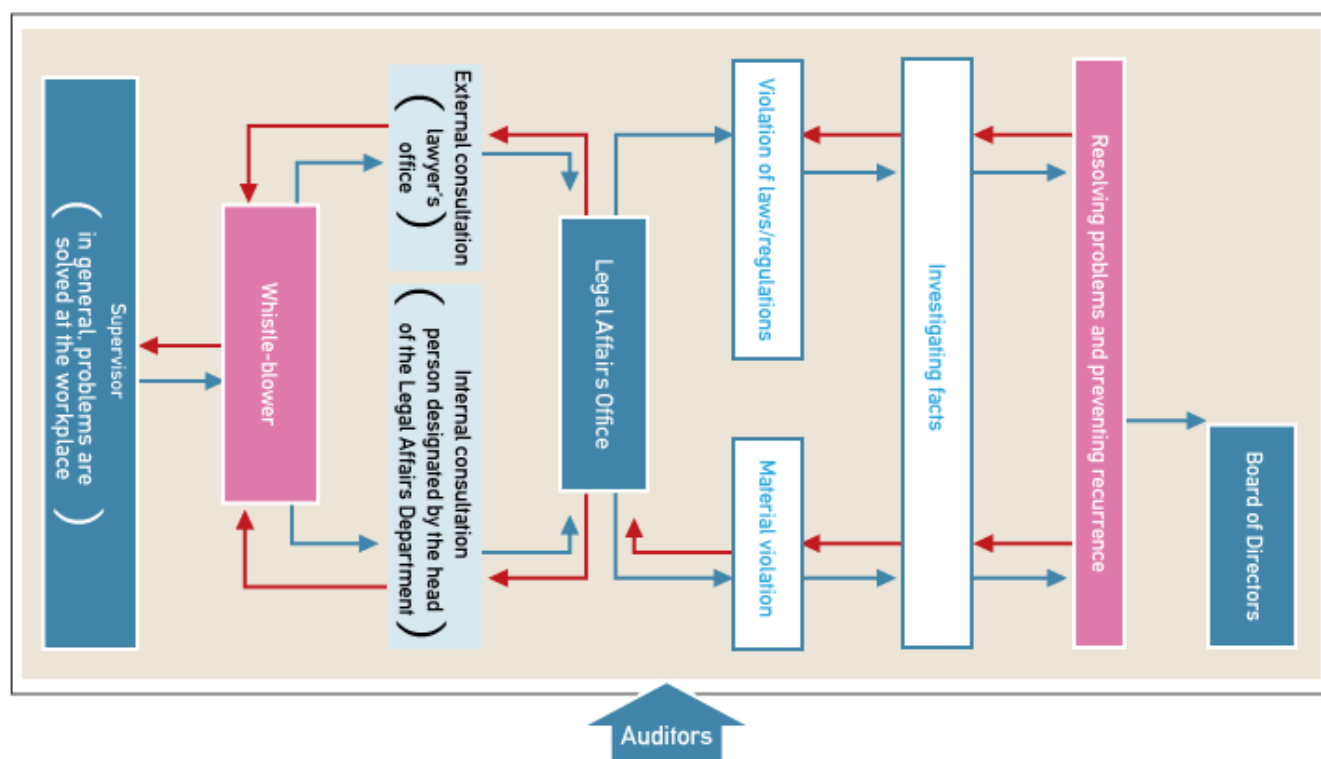 Supervisor
(in general, problems are
solved at the workplace)
Whistle-blower
External consultation
(lawyer's
office)
Internal consultation
(person designated by the head
of the Legal Affairs Department)
Legal Affairs Office
Violation of laws/regulations
Material violation
Investigating facts
Resolving problems and preventing recurrence
Board of Directors
Auditors